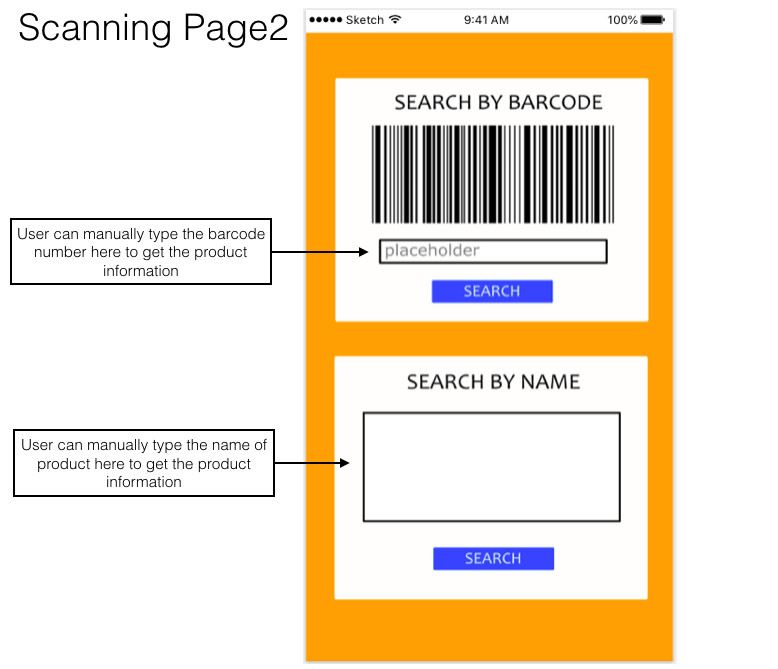 Scanning Page2
Sketch 9:41 AM 100%
SEARCH BY BARCODE
User can manually type the barcode
number here to get the product
information
placeholder
SEARCH
SEARCH BY NAME
User can manually type the name of
product here to get the product
information
SEARCH